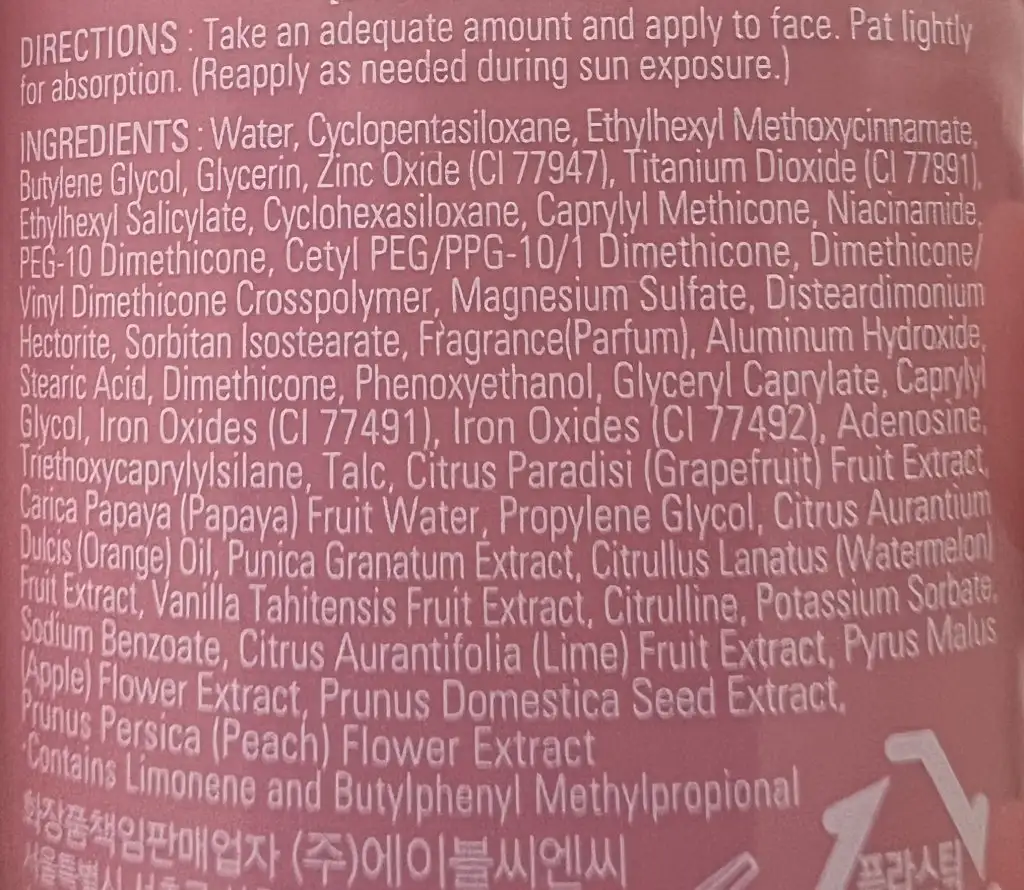 DIRECTIONS : Take an adequate amount and apply to face. Pat lightly
for absorption. (Reapply as needed during sun exposure.)
INGREDIENTS : Water, Cyclopentasiloxane, Ethylhexyl Methoxycinnamate,
Butylene Glycol, Glycerin, Zinc Oxide (CI 77947), Titanium Dioxide (CI 77891),
Ethylhexyl Salicylate, Cyclohexasiloxane, Caprylyl Methicone, Niacinamide,
PEG-10 Dimethicone, Cetyl PEG/PPG-10/1 Dimethicone, Dimethicone/
Vinyl Dimethicone Crosspolymer, Magnesium Sulfate, Disteardimonium
Hectorite, Sorbitan Isostearate, Fragrance(Parfum), Aluminum Hydroxide,
Stearic Acid, Dimethicone, Phenoxyethanol, Glyceryl Caprylate, Caprylyl
Glycol, Iron Oxides (CI 77491), Iron Oxides (CI 77492), Adenosine,
Triethoxycaprylylsilane, Talc, Citrus Paradisi (Grapefruit) Fruit Extract,
Carica Papaya (Papaya) Fruit Water, Propylene Glycol, Citrus Aurantium
Dulcis (Orange) Oil, Punica Granatum Extract, Citrullus Lanatus (Watermelon)
Fruit Extract, Vanilla Tahitensis Fruit Extract, Citrulline, Potassium Sorbate,
Sodium Benzoate, Citrus Aurantifolia (Lime) Fruit Extract, Pyrus Malus
(Apple) Flower Extract, Prunus Domestica Seed Extract,
Prunus Persica (Peach) Flower Extract
·Contains Limonene and Butylphenyl Methylpropional
화장품책임판매업자 (주)에이블씨엔씨
서울특별시
플라스틱